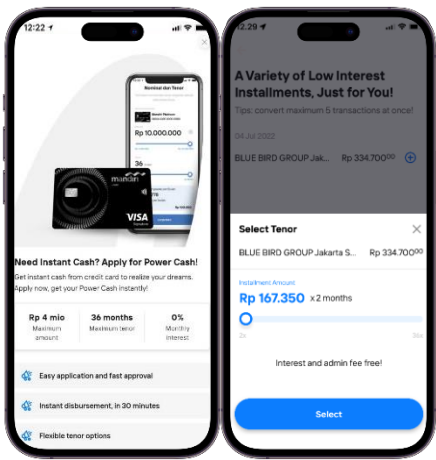 12:22
Nominal dan Tenor
Rp 10.000.000
36
mandiri
VISA
Signature
Need Instant Cash? Apply for Power Cash!
Get instant cash from credit card to realize your dreams.
Apply now, get your Power Cash instantly!
Rp 4 mio
Maximum
amount
36 months
Maximum tenor
0%
Monthly
interest
Easy application and fast approval
Instant disbursement, in 30 minutes
Flexible tenor options
12.29
A Variety of Low Interest
Installments, Just for You!
Tips: convert maximum 5 transactions at once!
04 Jul 2022
BLUE BIRD GROUP Jak... Rp 334.700⁰⁰
Select Tenor
BLUE BIRD GROUP Jakarta S... Rp 334.700⁰⁰
Installment Amount
Rp 167.350 x 2 months
2x
Interest and admin fee free!
Select